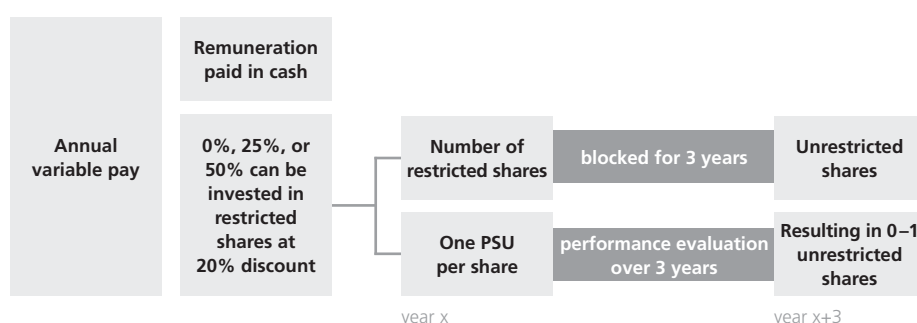 Annual
variable pay
Remuneration
paid in cash
0%, 25%, or
50% can be
invested in
restricted
shares at
20% discount
Number of
restricted shares
blocked for 3 years
Unrestricted
shares
One PSU
per share
performance evaluation
over 3 years
Resulting in 0–1
unrestricted
shares
year x
year x+3